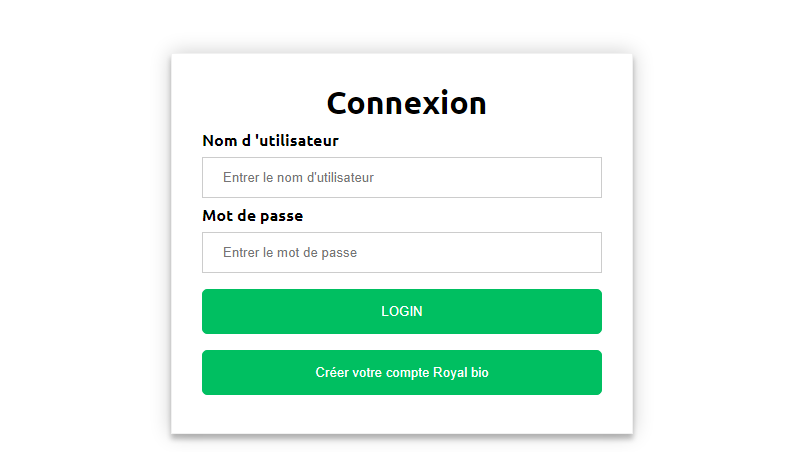 Connexion
Nom d 'utilisateur
Entrer le nom d'utilisateur
Mot de passe
Entrer le mot de passe
LOGIN
Créer votre compte Royal bio